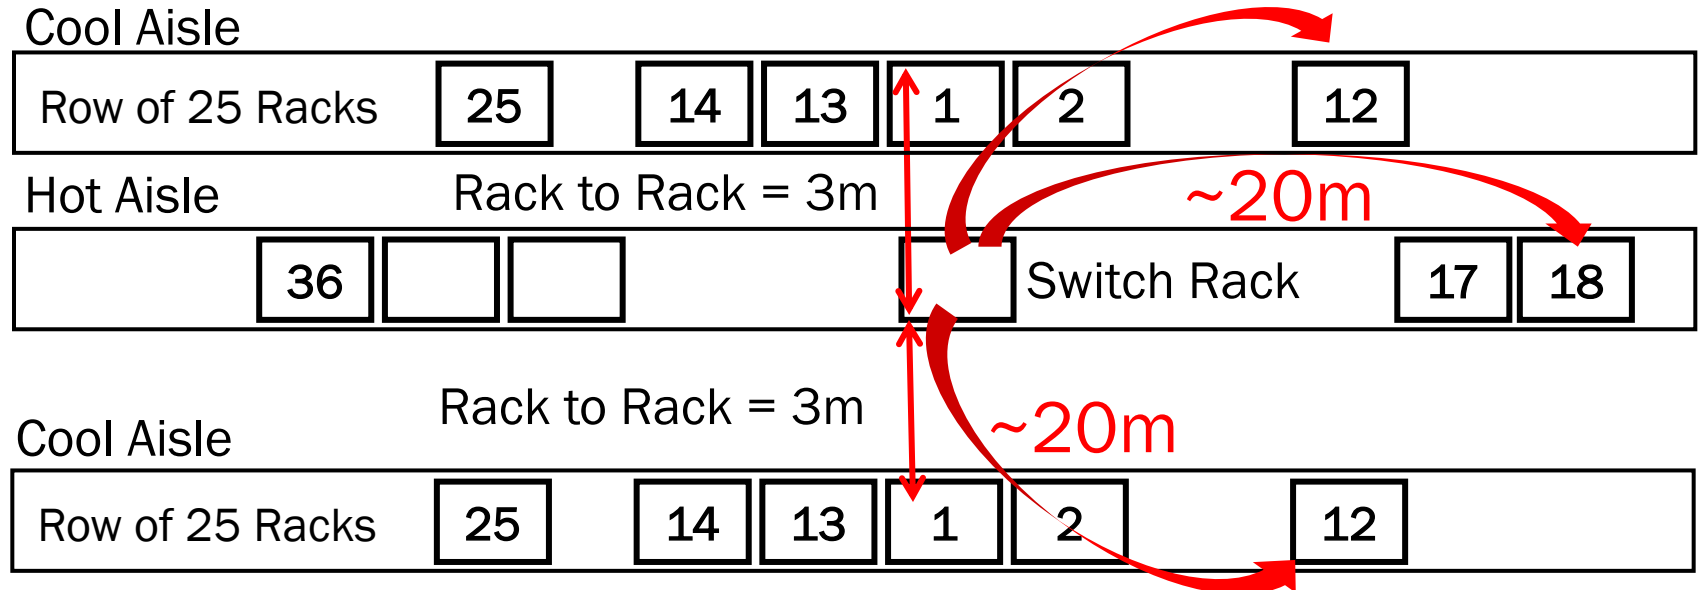 Cool Aisle
Row of 25 Racks 25 14 13 1 2 12
Hot Aisle Rack to Rack = 3m ~20m
36 Switch Rack 17 18
Rack to Rack = 3m ~20m
Cool Aisle
Row of 25 Racks 25 14 13 1 2 12